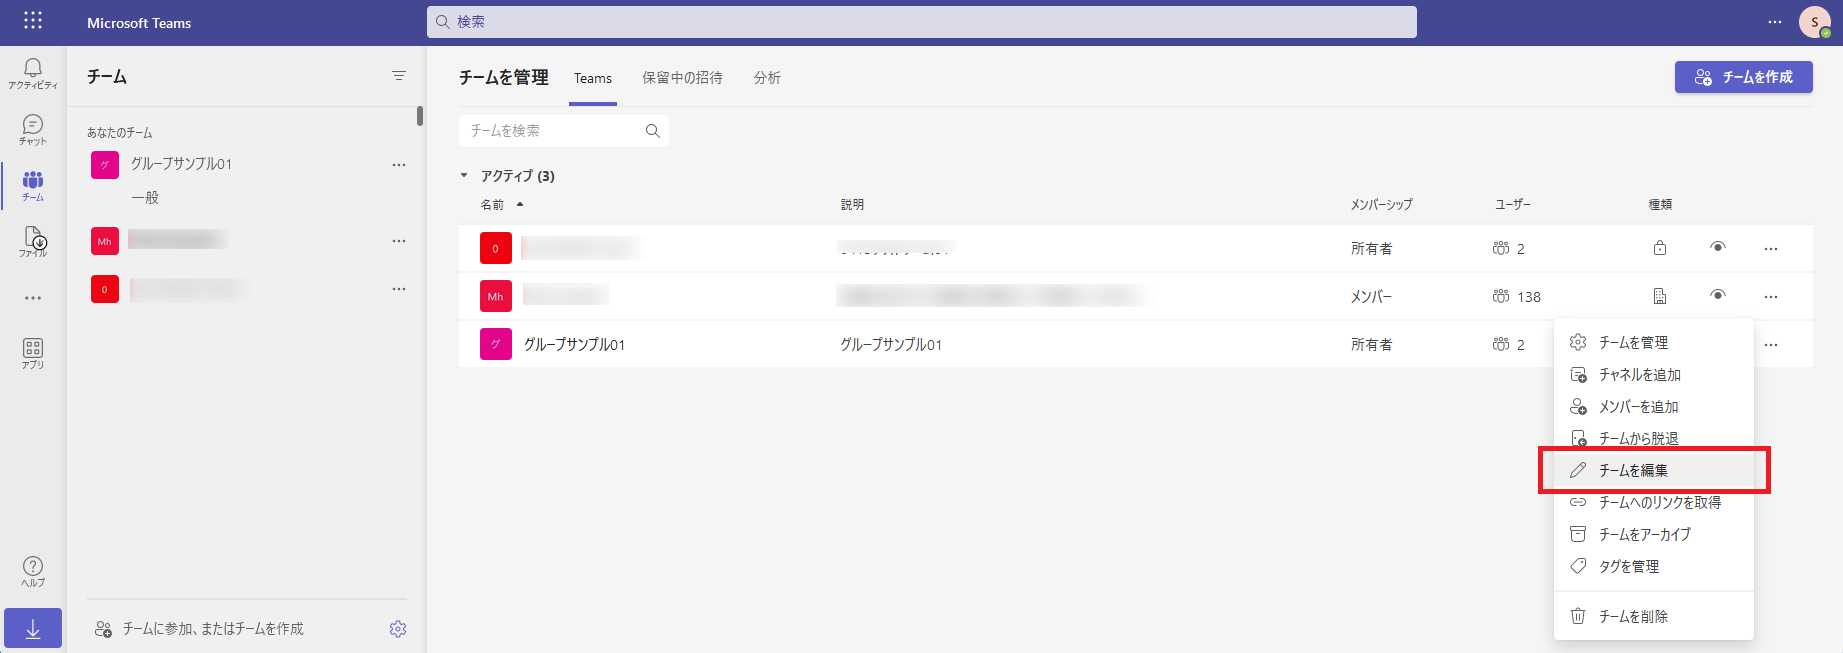 Microsoft Teams
検索
S
アクティビティ
チャット
チーム
ファイル
アプリ
ヘルプ
チーム
あなたのチーム
グ
グループサンプル01
一般
Mh
0
チームに参加、またはチームを作成
チームを管理
Teams
保留中の招待
分析
チームを作成
チームを検索
アクティブ (3)
名前 説明 メンバーシップ ユーザー 種類
0 所有者 2
Mh メンバー 138
グ グループサンプル01 グループサンプル01 所有者 2
チームを管理
チャネルを追加
メンバーを追加
チームから脱退
チームを編集
チームへのリンクを取得
チームをアーカイブ
タグを管理
チームを削除